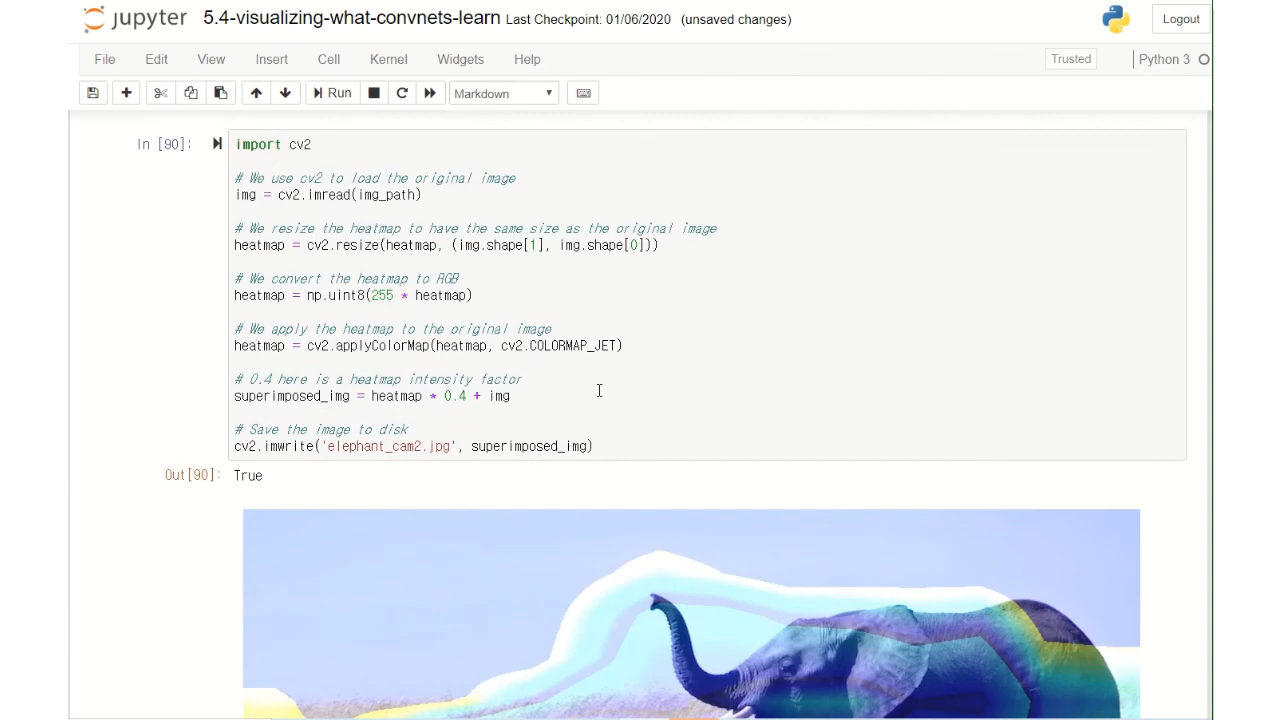 jupyter 5.4-visualizing-what-convnets-learn Last Checkpoint: 01/06/2020 (unsaved changes) Logout
File Edit View Insert Cell Kernel Widgets Help Trusted Python 3
Run Markdown
In [90]: import cv2
# We use cv2 to load the original image
img = cv2.imread(img_path)
# We resize the heatmap to have the same size as the original image
heatmap = cv2.resize(heatmap, (img.shape[1], img.shape[0]))
# We convert the heatmap to RGB
heatmap = np.uint8(255 * heatmap)
# We apply the heatmap to the original image
heatmap = cv2.applyColorMap(heatmap, cv2.COLORMAP_JET)
# 0.4 here is a heatmap intensity factor
superimposed_img = heatmap * 0.4 + img
# Save the image to disk
cv2.imwrite('elephant_cam2.jpg', superimposed_img)
Out[90]: True